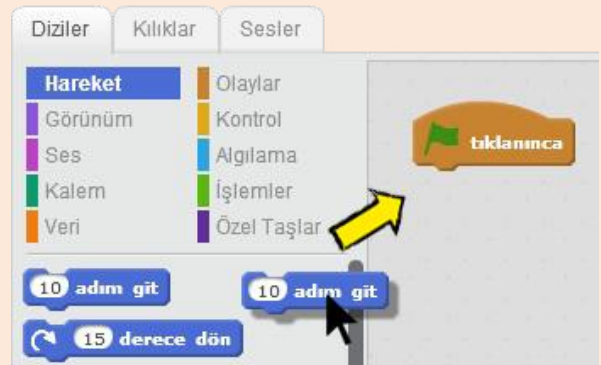 Diziler Kılıklar Sesler
Hareket Olaylar
Görünüm Kontrol
Ses Algılama
Kalem İşlemler
Veri Özel Taşlar
tıklanınca
10 adım git
10 adım git
15 derece dön